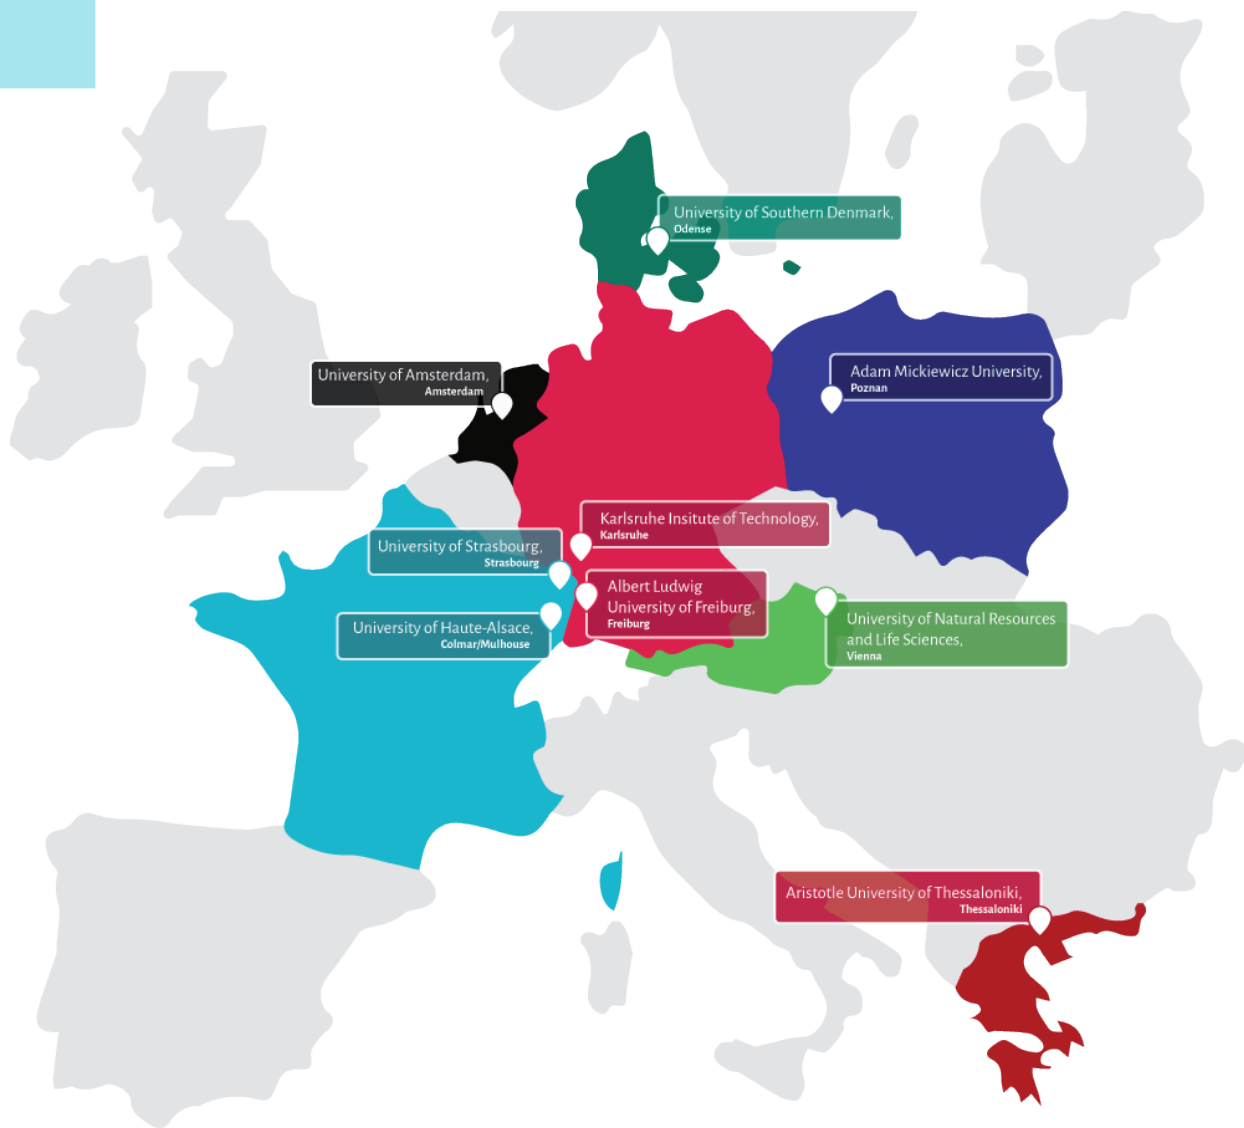 University of Southern Denmark,
Odense
University of Amsterdam,
Amsterdam
Adam Mickiewicz University,
Poznan
Karlsruhe Insitute of Technology,
Karlsruhe
University of Strasbourg,
Strasbourg
Albert Ludwig
University of Freiburg,
Freiburg
University of Haute-Alsace,
Colmar/Mulhouse
University of Natural Resources
and Life Sciences,
Vienna
Aristotle University of Thessaloniki,
Thessaloniki